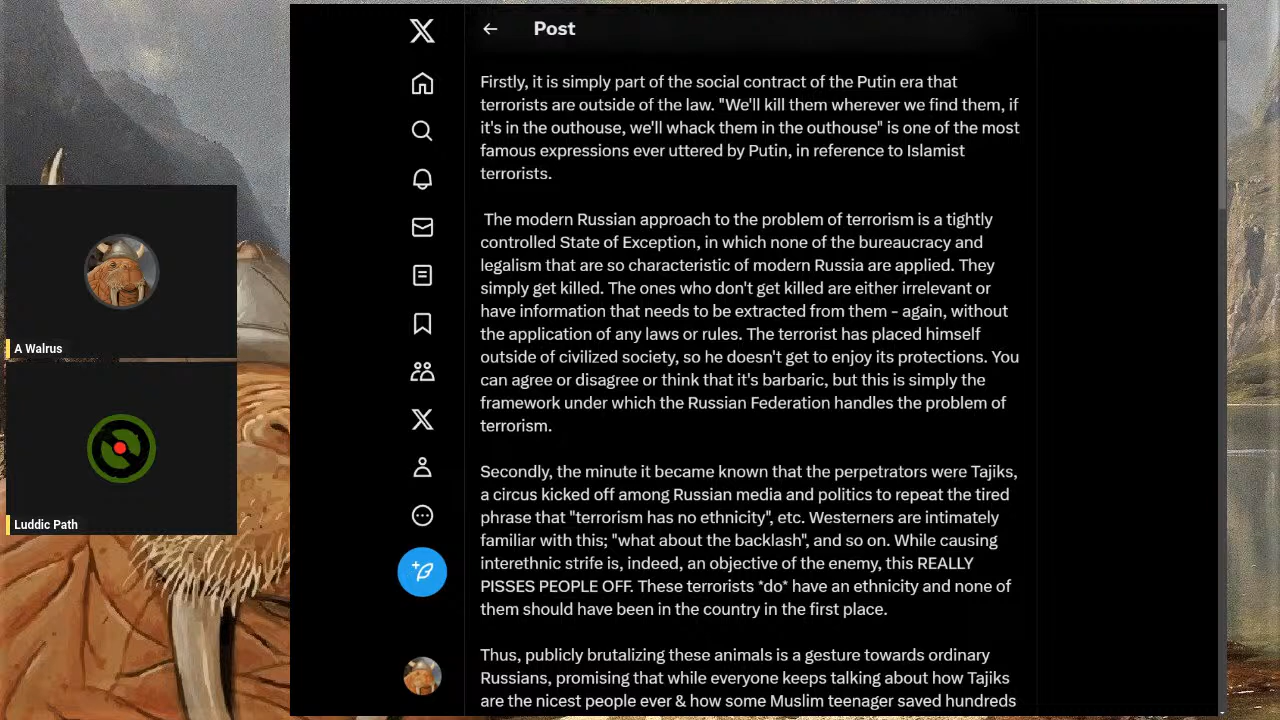 Post
Firstly, it is simply part of the social contract of the Putin era that
terrorists are outside of the law. "We'll kill them wherever we find them, if
it's in the outhouse, we'll whack them in the outhouse" is one of the most
famous expressions ever uttered by Putin, in reference to Islamist
terrorists.
The modern Russian approach to the problem of terrorism is a tightly
controlled State of Exception, in which none of the bureaucracy and
legalism that are so characteristic of modern Russia are applied. They
simply get killed. The ones who don't get killed are either irrelevant or
have information that needs to be extracted from them - again, without
the application of any laws or rules. The terrorist has placed himself
outside of civilized society, so he doesn't get to enjoy its protections. You
can agree or disagree or think that it's barbaric, but this is simply the
framework under which the Russian Federation handles the problem of
terrorism.
Secondly, the minute it became known that the perpetrators were Tajiks,
a circus kicked off among Russian media and politics to repeat the tired
phrase that "terrorism has no ethnicity", etc. Westerners are intimately
familiar with this; "what about the backlash", and so on. While causing
interethnic strife is, indeed, an objective of the enemy, this REALLY
PISSES PEOPLE OFF. These terrorists *do* have an ethnicity and none of
them should have been in the country in the first place.
Thus, publicly brutalizing these animals is a gesture towards ordinary
Russians, promising that while everyone keeps talking about how Tajiks
are the nicest people ever & how some Muslim teenager saved hundreds
A Walrus
Luddic Path